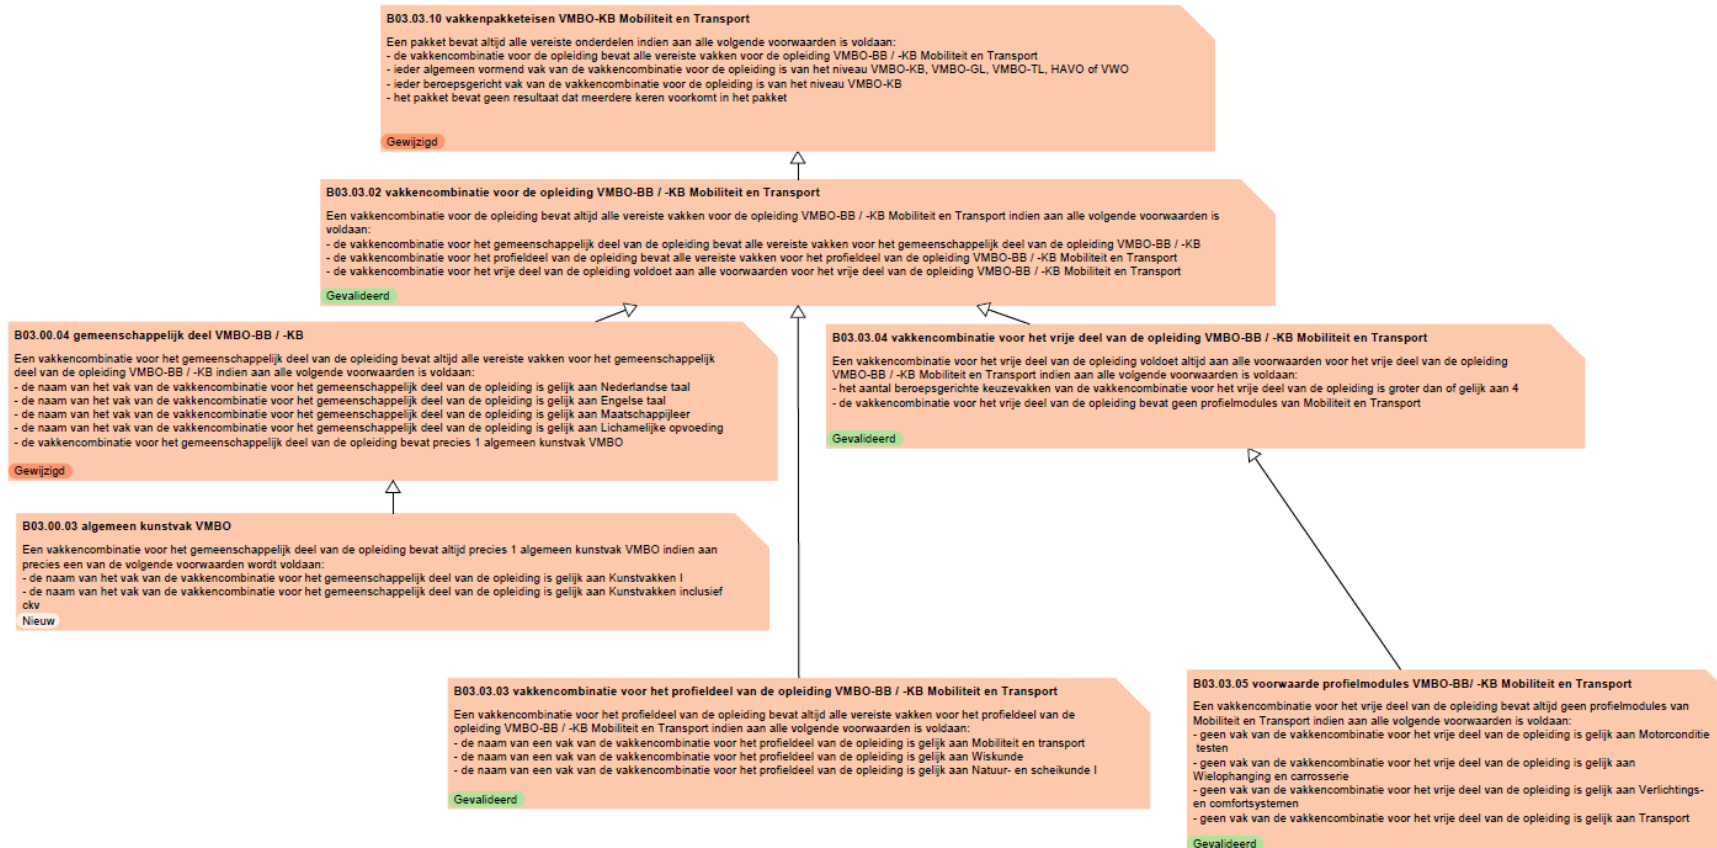 B03.03.10 vakkenpakketeisen VMBO-KB Mobiliteit en Transport
Een pakket bevat altijd alle vereiste onderdelen indien aan alle volgende voorwaarden is voldaan:
- de vakkencombinatie voor de opleiding bevat alle vereiste vakken voor de opleiding VMBO-BB / -KB Mobiliteit en Transport
- ieder algemeen vormend vak van de vakkencombinatie voor de opleiding is van het niveau VMBO-KB, VMBO-GL, VMBO-TL, HAVO of VWO
- ieder beroepsgericht vak van de vakkencombinatie voor de opleiding is van het niveau VMBO-KB
- het pakket bevat geen resultaat dat meerdere keren voorkomt in het pakket
Gewijzigd
B03.03.02 vakkencombinatie voor de opleiding VMBO-BB / -KB Mobiliteit en Transport
Een vakkencombinatie voor de opleiding bevat altijd alle vereiste vakken voor de opleiding VMBO-BB / -KB Mobiliteit en Transport indien aan alle volgende voorwaarden is
voldaan:
- de vakkencombinatie voor het gemeenschappelijk deel van de opleiding bevat alle vereiste vakken voor het gemeenschappelijk deel van de opleiding VMBO-BB / -KB
- de vakkencombinatie voor het profieldeel van de opleiding bevat alle vereiste vakken voor het profieldeel van de opleiding VMBO-BB / -KB Mobiliteit en Transport
- de vakkencombinatie voor het vrije deel van de opleiding voldoet aan alle voorwaarden voor het vrije deel van de opleiding VMBO-BB / -KB Mobiliteit en Transport
Gevalideerd
B03.00.04 gemeenschappelijk deel VMBO-BB / -KB
Een vakkencombinatie voor het gemeenschappelijk deel van de opleiding bevat altijd alle vereiste vakken voor het gemeenschappelijk
deel van de opleiding VMBO-BB / -KB indien aan alle volgende voorwaarden is voldaan:
- de naam van het vak van de vakkencombinatie voor het gemeenschappelijk deel van de opleiding is gelijk aan Nederlandse taal
- de naam van het vak van de vakkencombinatie voor het gemeenschappelijk deel van de opleiding is gelijk aan Engelse taal
- de naam van het vak van de vakkencombinatie voor het gemeenschappelijk deel van de opleiding is gelijk aan Maatschappijleer
- de naam van het vak van de vakkencombinatie voor het gemeenschappelijk deel van de opleiding is gelijk aan Lichamelijke opvoeding
- de vakkencombinatie voor het gemeenschappelijk deel van de opleiding bevat precies 1 algemeen kunstvak VMBO
Gewijzigd
B03.03.04 vakkencombinatie voor het vrije deel van de opleiding VMBO-BB / -KB Mobiliteit en Transport
Een vakkencombinatie voor het vrije deel van de opleiding voldoet altijd aan alle voorwaarden voor het vrije deel van de opleiding
VMBO-BB / -KB Mobiliteit en Transport indien aan alle volgende voorwaarden is voldaan:
- het aantal beroepsgerichte keuzevakken van de vakkencombinatie voor het vrije deel van de opleiding is groter dan of gelijk aan 4
- de vakkencombinatie voor het vrije deel van de opleiding bevat geen profielmodules van Mobiliteit en Transport
Gevalideerd
B03.00.03 algemeen kunstvak VMBO
Een vakkencombinatie voor het gemeenschappelijk deel van de opleiding bevat altijd precies 1 algemeen kunstvak VMBO indien aan
precies een van de volgende voorwaarden wordt voldaan:
- de naam van het vak van de vakkencombinatie voor het gemeenschappelijk deel van de opleiding is gelijk aan Kunstvakken I
- de naam van het vak van de vakkencombinatie voor het gemeenschappelijk deel van de opleiding is gelijk aan Kunstvakken inclusief
ckv
Nieuw
B03.03.03 vakkencombinatie voor het profieldeel van de opleiding VMBO-BB / -KB Mobiliteit en Transport
Een vakkencombinatie voor het profieldeel van de opleiding bevat altijd alle vereiste vakken voor het profieldeel van de
opleiding VMBO-BB / -KB Mobiliteit en Transport indien aan alle volgende voorwaarden is voldaan:
- de naam van een vak van de vakkencombinatie voor het profieldeel van de opleiding is gelijk aan Mobiliteit en transport
- de naam van een vak van de vakkencombinatie voor het profieldeel van de opleiding is gelijk aan Wiskunde
- de naam van een vak van de vakkencombinatie voor het profieldeel van de opleiding is gelijk aan Natuur- en scheikunde I
Gevalideerd
B03.03.05 voorwaarde profielmodules VMBO-BB/ -KB Mobiliteit en Transport
Een vakkencombinatie voor het vrije deel van de opleiding bevat altijd geen profielmodules van
Mobiliteit en Transport indien aan alle volgende voorwaarden is voldaan:
- geen vak van de vakkencombinatie voor het vrije deel van de opleiding is gelijk aan Motorconditie
testen
- geen vak van de vakkencombinatie voor het vrije deel van de opleiding is gelijk aan
Wielophanging en carrosserie
- geen vak van de vakkencombinatie voor het vrije deel van de opleiding is gelijk aan Verlichtings-
en comfortsystemen
- geen vak van de vakkencombinatie voor het vrije deel van de opleiding is gelijk aan Transport
Gevalideerd